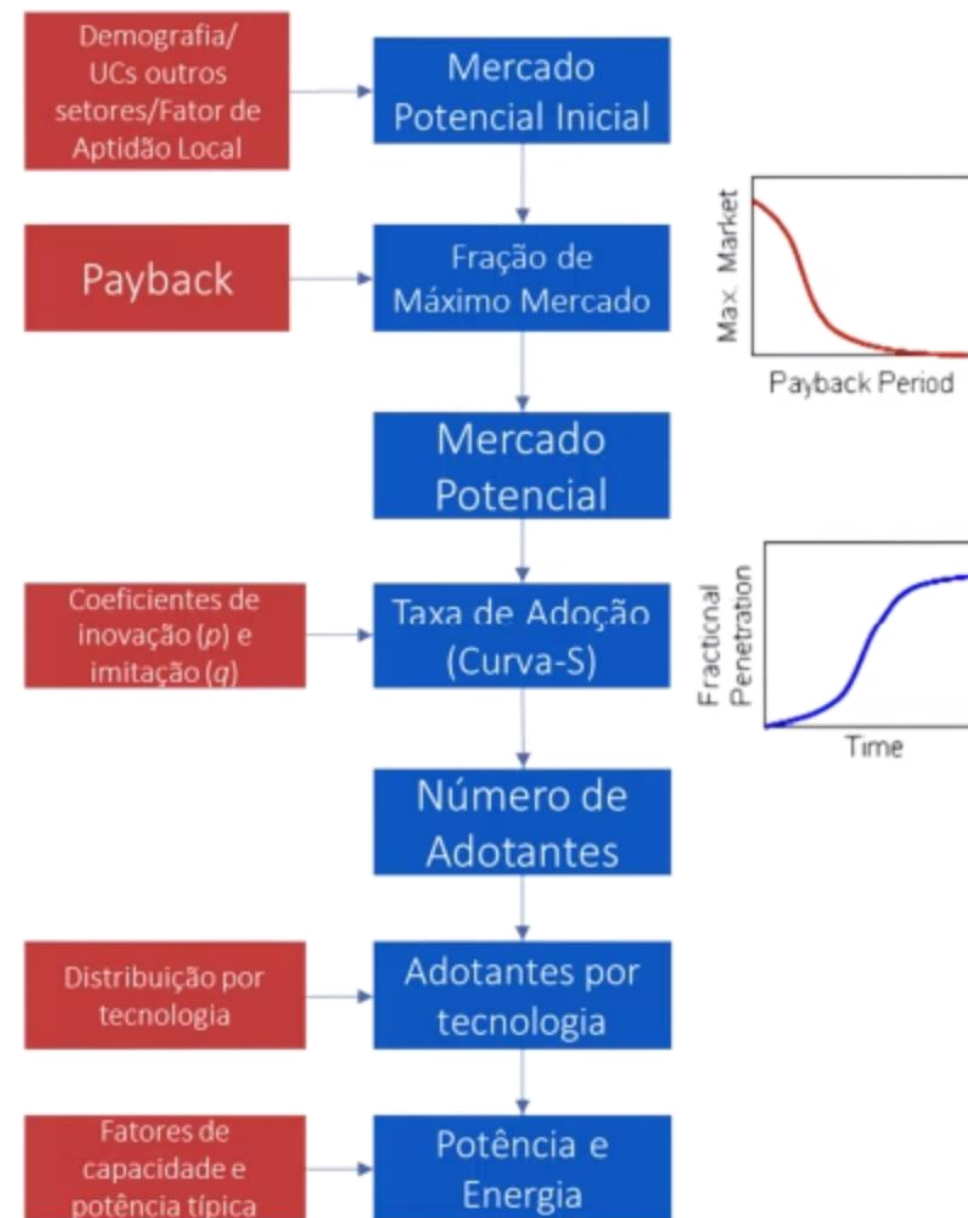 Demografia/
UCs outros
setores/Fator de
Aptidão Local
Mercado
Potencial Inicial
Payback
Fração de
Máximo Mercado
Max. Market
Payback Period
Mercado
Potencial
Coeficientes de
inovação (p) e
imitação (q)
Taxa de Adoção
(Curva-S)
Fractional
Penetration
Time
Número de
Adotantes
Distribuição por
tecnologia
Adotantes por
tecnologia
Fatores de
capacidade e
potência típica
Potência e
Energia